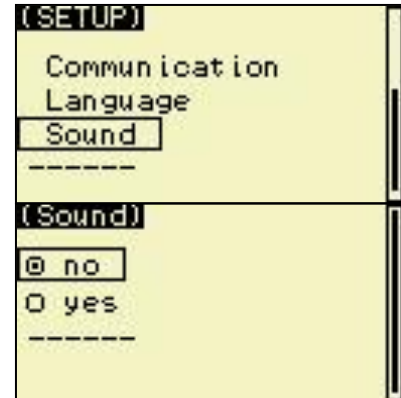 (SETUP)
Communication
Language
Sound
------
(Sound)
no
yes
------